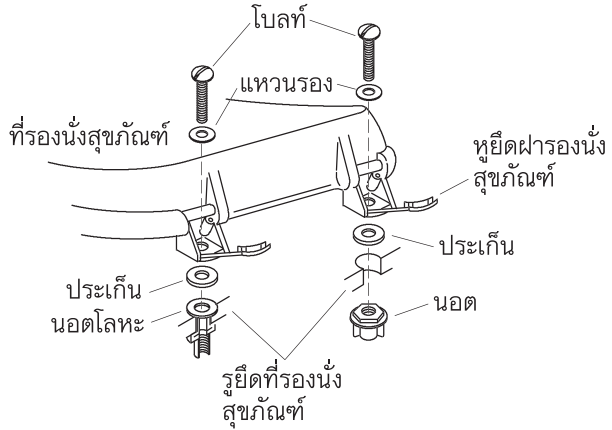 โบลท์
แหวนรอง
ที่รองนั่งสุขภัณฑ์
หูยึดฝารองนั่ง
สุขภัณฑ์
ประเก็น
ประเก็น
นอต
นอตโลหะ
รูยึดที่รองนั่ง
สุขภัณฑ์